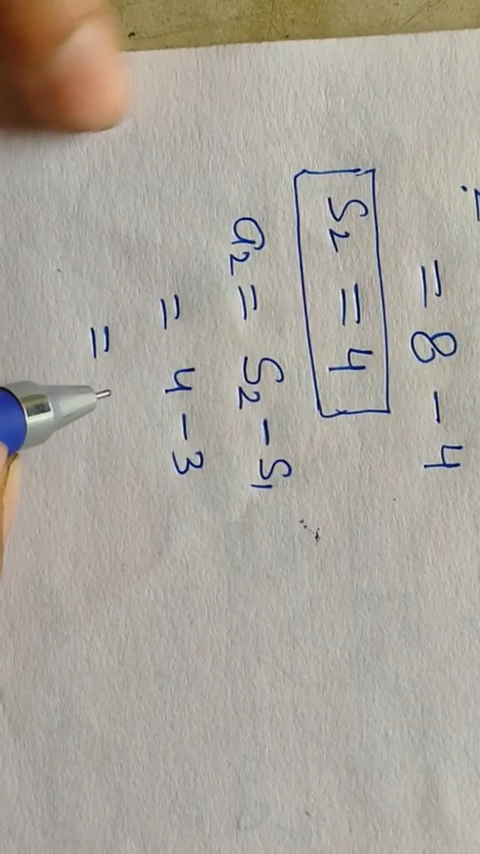 = 8 - 4
S₂ = 4
a₂ = S₂ - S₁
= 4 - 3
=